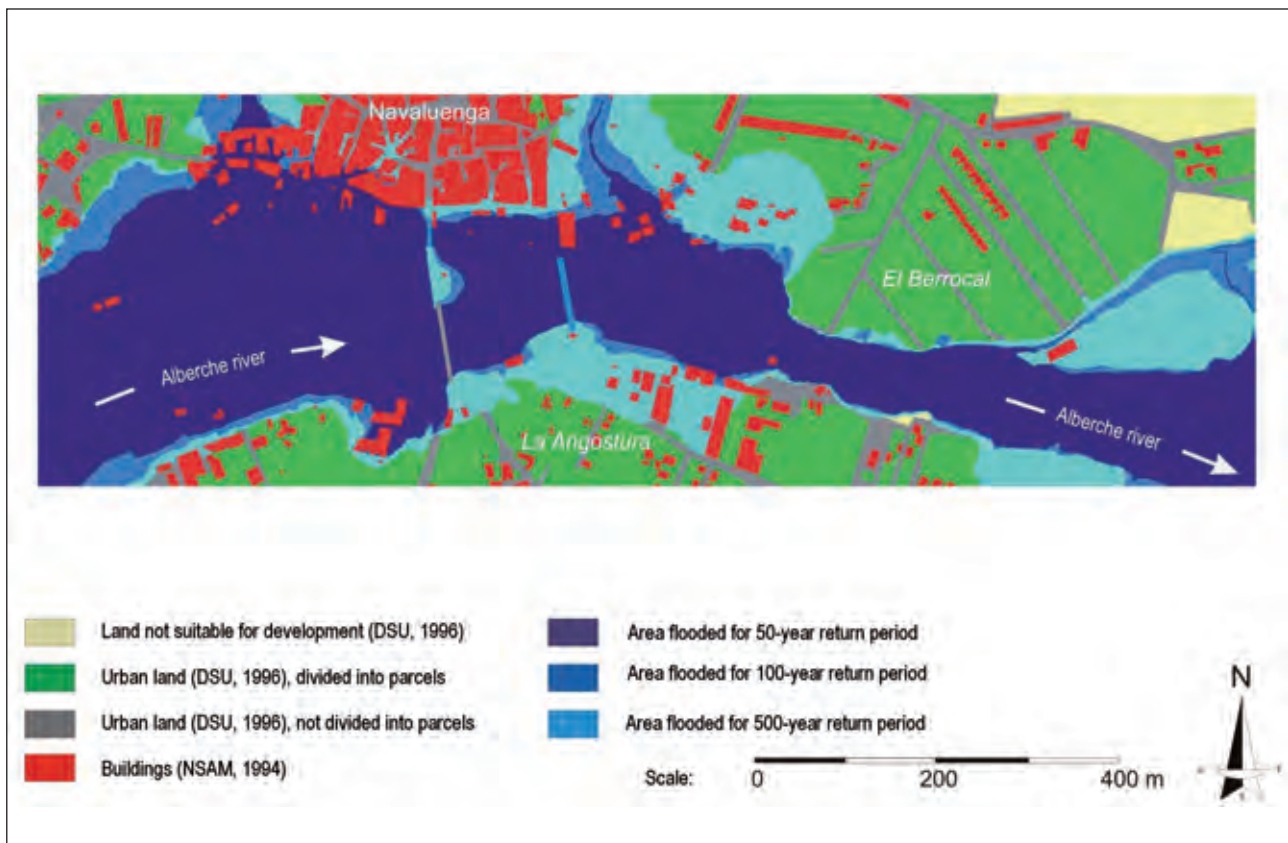 Navaluenga
El Berrocal
Alberche river
Alberche river
La Angostura
Land not suitable for development (DSU, 1996)
Urban land (DSU, 1996), divided into parcels
Urban land (DSU, 1996), not divided into parcels
Buildings (NSAM, 1994)
Area flooded for 50-year return period
Area flooded for 100-year return period
Area flooded for 500-year return period
Scale: 0 200 400 m
N